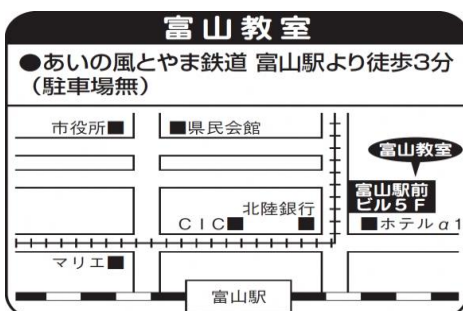 富山教室
●あいの風とやま鉄道 富山駅より徒歩3分
(駐車場無)
市役所■
■県民会館
富山教室
富山駅前
ビル5F
北陸銀行
CIC■
■ホテルα1
マリエ■
富山駅